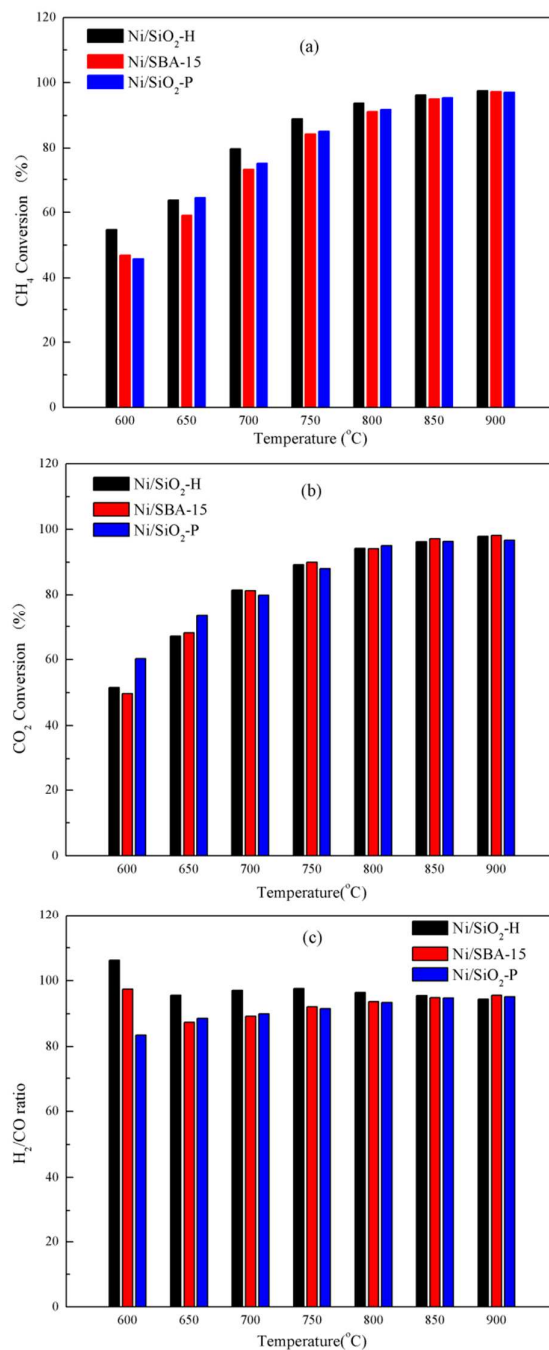 120
(a)
Ni/SiO₂-H
Ni/SBA-15
Ni/SiO₂-P
100
80
60
40
20
0
CH₄ Conversion (%)
600 650 700 750 800 850 900
Temperature (°C)
120
(b)
Ni/SiO₂-H
Ni/SBA-15
Ni/SiO₂-P
100
80
60
40
20
0
CO₂ Conversion (%)
600 650 700 750 800 850 900
Temperature(°C)
120
(c)
Ni/SiO₂-H
Ni/SBA-15
Ni/SiO₂-P
100
80
60
40
20
0
H₂/CO ratio
600 650 700 750 800 850 900
Temperature(°C)